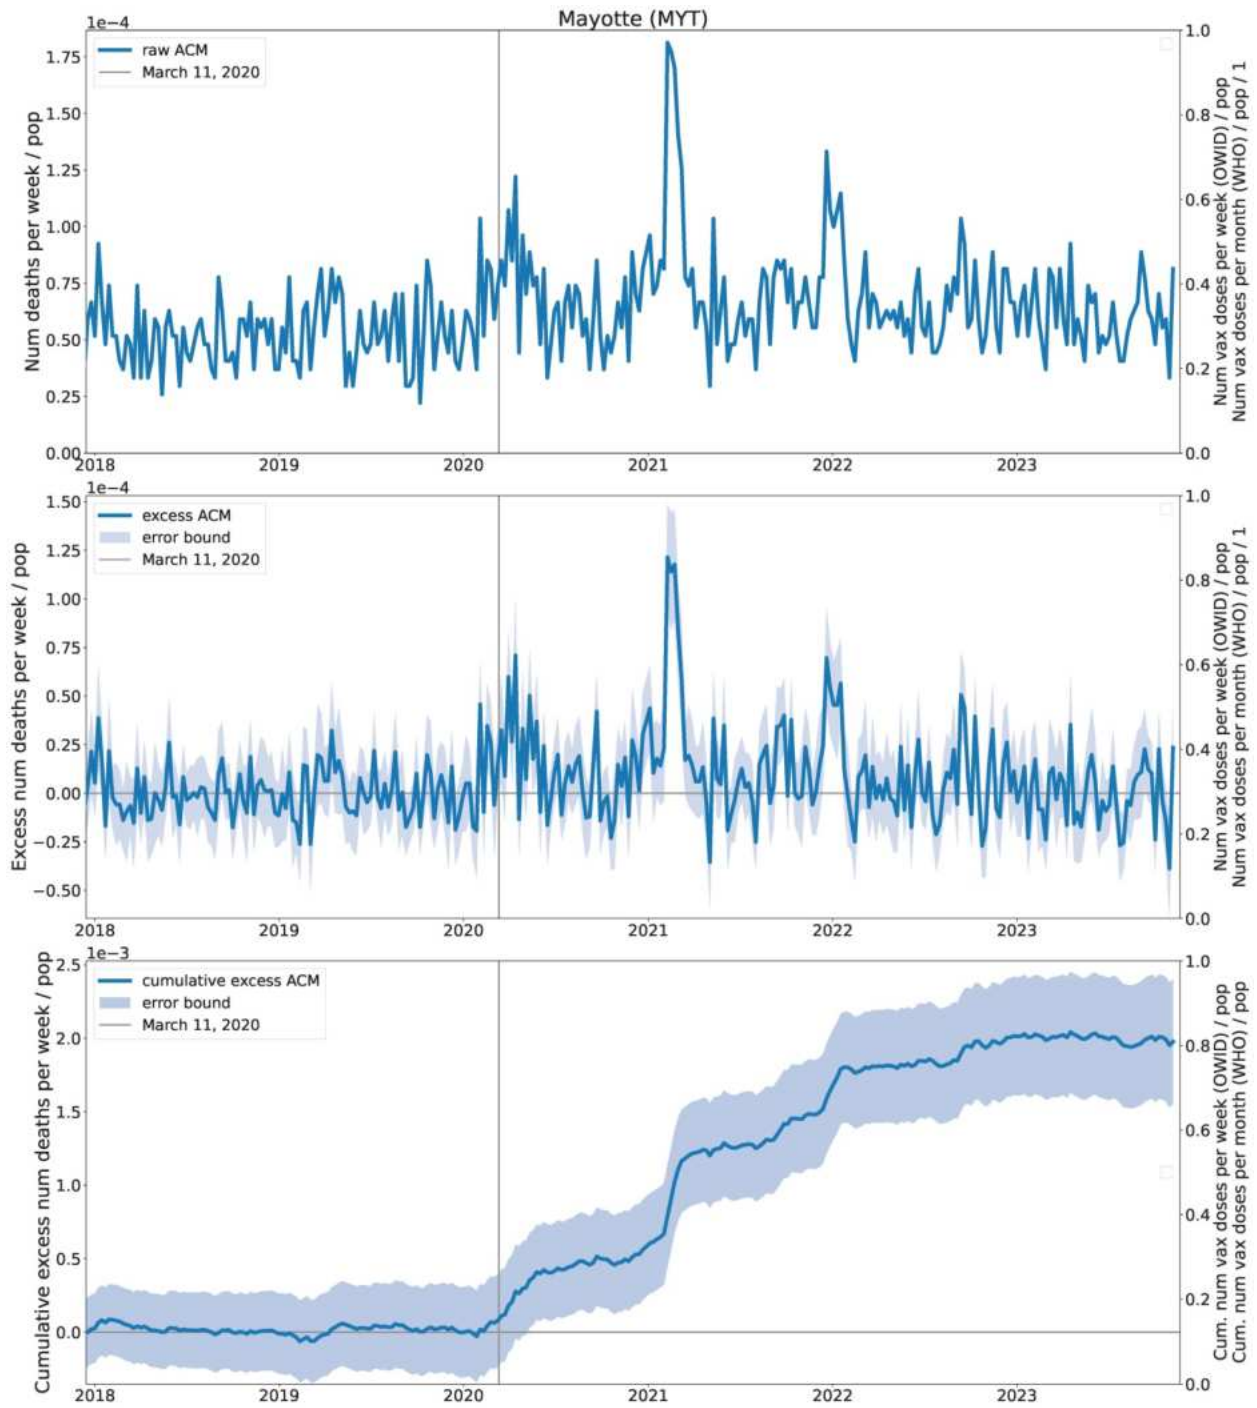 Mayotte (MYT)
1e−4
raw ACM
March 11, 2020
Num deaths per week / pop
1.75
1.50
1.25
1.00
0.75
0.50
0.25
0.00
1.0
0.8
0.6
0.4
0.2
0.0
Num vax doses per week (OWID) / pop
Num vax doses per month (WHO) / pop / 1
2018
2019
2020
2021
2022
2023
1e−4
excess ACM
error bound
March 11, 2020
Excess num deaths per week / pop
1.50
1.25
1.00
0.75
0.50
0.25
0.00
−0.25
−0.50
1.0
0.8
0.6
0.4
0.2
0.0
Num vax doses per week (OWID) / pop
Num vax doses per month (WHO) / pop / 1
2018
2019
2020
2021
2022
2023
1e−3
cumulative excess ACM
error bound
March 11, 2020
Cumulative excess num deaths per week / pop
2.5
2.0
1.5
1.0
0.5
0.0
1.0
0.8
0.6
0.4
0.2
0.0
Cum. num vax doses per week (OWID) / pop
Cum. num vax doses per month (WHO) / pop
2018
2019
2020
2021
2022
2023